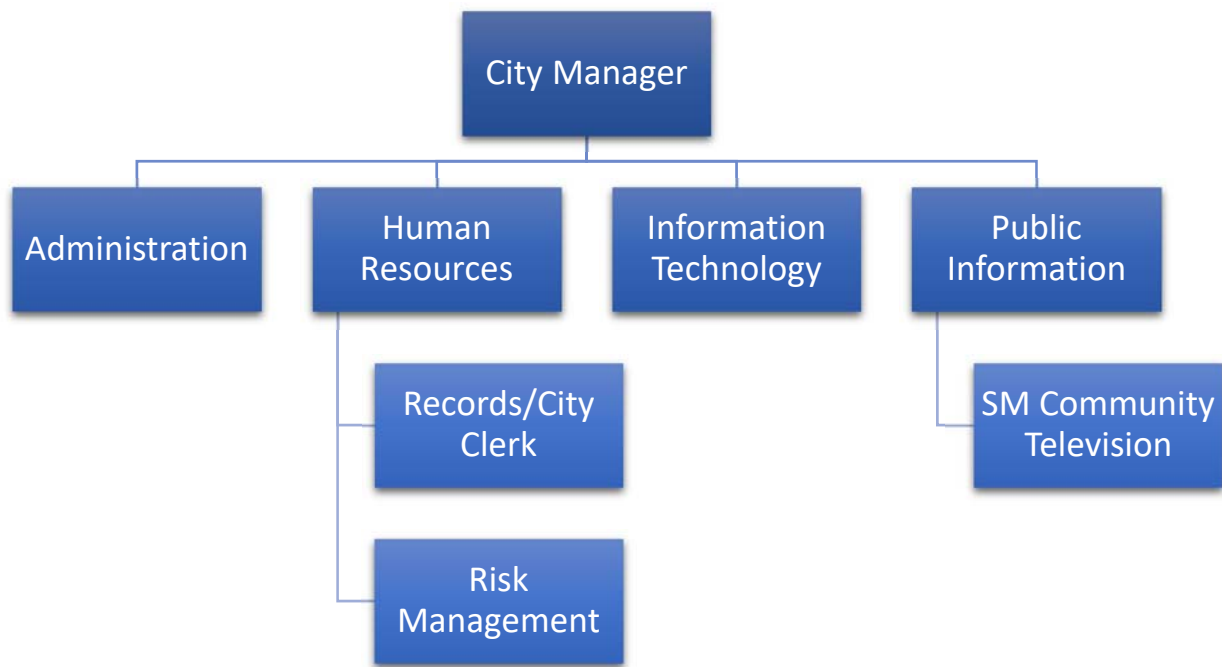 City Manager
Administration
Human
Resources
Information
Technology
Public
Information
Records/City
Clerk
SM Community
Television
Risk
Management